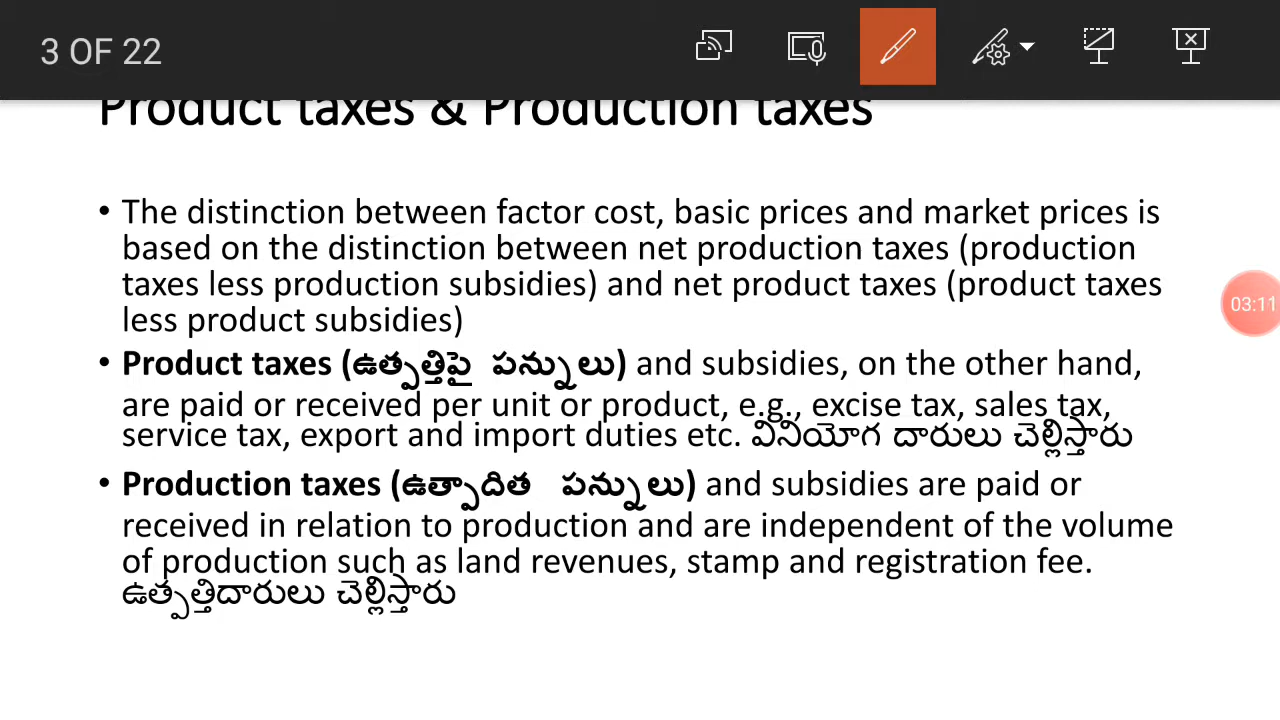 3 OF 22
Product taxes & Production taxes
• The distinction between factor cost, basic prices and market prices is
based on the distinction between net production taxes (production
taxes less production subsidies) and net product taxes (product taxes
less product subsidies)
03:11
• Product taxes (ఉత్పత్తిపై పన్నులు) and subsidies, on the other hand,
are paid or received per unit or product, e.g., excise tax, sales tax,
service tax, export and import duties etc. వినియోగ దారులు చెల్లిస్తారు
• Production taxes (ఉత్పాదిత పన్నులు) and subsidies are paid or
received in relation to production and are independent of the volume
of production such as land revenues, stamp and registration fee.
ఉత్పత్తిదారులు చెల్లిస్తారు